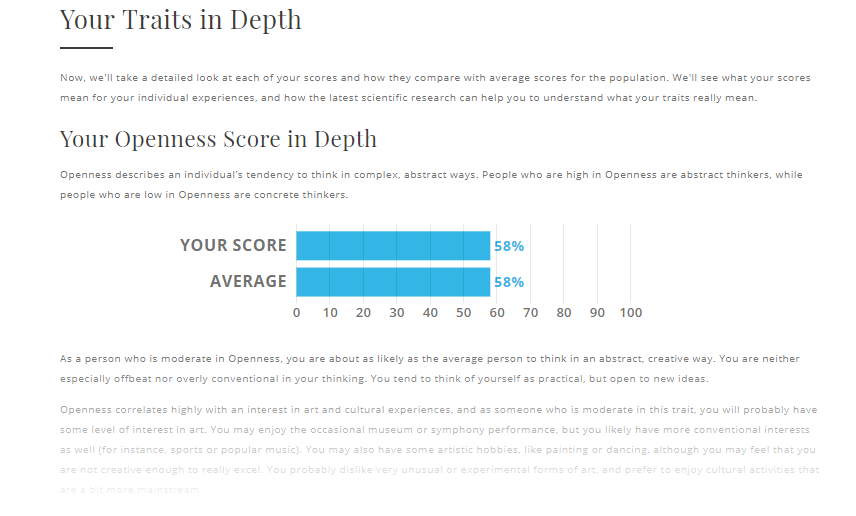 Your Traits in Depth
Now, we'll take a detailed look at each of your scores and how they compare with average scores for the population. We'll see what your scores
mean for your individual experiences, and how the latest scientific research can help you to understand what your traits really mean.
Your Openness Score in Depth
Openness describes an individual's tendency to think in complex, abstract ways. People who are high in Openness are abstract thinkers, while
people who are low in Openness are concrete thinkers.
YOUR SCORE 58%
AVERAGE 58%
0 10 20 30 40 50 60 70 80 90 100
As a person who is moderate in Openness, you are about as likely as the average person to think in an abstract, creative way. You are neither
especially offbeat nor overly conventional in your thinking. You tend to think of yourself as practical, but open to new ideas.
Openness correlates highly with an interest in art and cultural experiences, and as someone who is moderate in this trait, you will probably have
some level of interest in art. You may enjoy the occasional museum or symphony performance, but you likely have more conventional interests
as well (for instance, sports or popular music). You may also have some artistic hobbies, like painting or dancing, although you may feel that you
are not creative enough to really excel. You probably dislike very unusual or experimental forms of art, and prefer to enjoy cultural activities that
are a bit more mainstream.